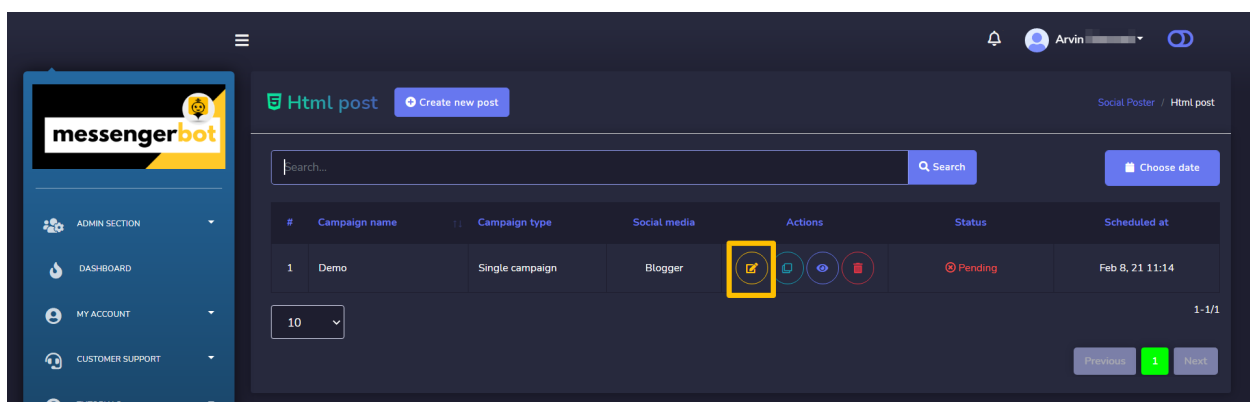 Arvin
messengerbot
Html post
Create new post
Social Poster / Html post
Search...
Search
Choose date
ADMIN SECTION
DASHBOARD
MY ACCOUNT
CUSTOMER SUPPORT
# Campaign name Campaign type Social media Actions Status Scheduled at
1 Demo Single campaign Blogger Pending Feb 8, 21 11:14
10
1-1/1
Previous 1 Next